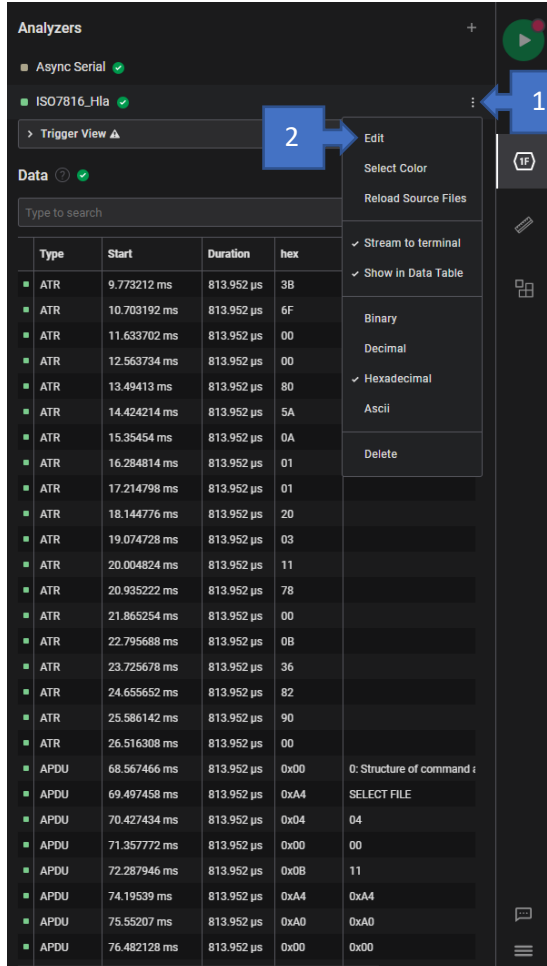 Analyzers +
Async Serial
ISO7816_Hla
1
> Trigger View
2
Edit
Select Color
Reload Source Files
Stream to terminal
Show in Data Table
Binary
Decimal
Hexadecimal
Ascii
Delete
1F
Data ?
Type to search
Type Start Duration hex
ATR 9.773212 ms 813.952 µs 3B
ATR 10.703192 ms 813.952 µs 6F
ATR 11.633702 ms 813.952 µs 00
ATR 12.563734 ms 813.952 µs 00
ATR 13.49413 ms 813.952 µs 80
ATR 14.424214 ms 813.952 µs 5A
ATR 15.35454 ms 813.952 µs 0A
ATR 16.284814 ms 813.952 µs 01
ATR 17.214798 ms 813.952 µs 01
ATR 18.144776 ms 813.952 µs 20
ATR 19.074728 ms 813.952 µs 03
ATR 20.004824 ms 813.952 µs 11
ATR 20.935222 ms 813.952 µs 78
ATR 21.865254 ms 813.952 µs 00
ATR 22.795688 ms 813.952 µs 0B
ATR 23.725678 ms 813.952 µs 36
ATR 24.655652 ms 813.952 µs 82
ATR 25.586142 ms 813.952 µs 90
ATR 26.516308 ms 813.952 µs 00
APDU 68.567466 ms 813.952 µs 0x00 0: Structure of command a
APDU 69.497458 ms 813.952 µs 0xA4 SELECT FILE
APDU 70.427434 ms 813.952 µs 0x04 04
APDU 71.357772 ms 813.952 µs 0x00 00
APDU 72.287946 ms 813.952 µs 0x0B 11
APDU 74.19539 ms 813.952 µs 0xA4 0xA4
APDU 75.55207 ms 813.952 µs 0xA0 0xA0
APDU 76.482128 ms 813.952 µs 0x00 0x00